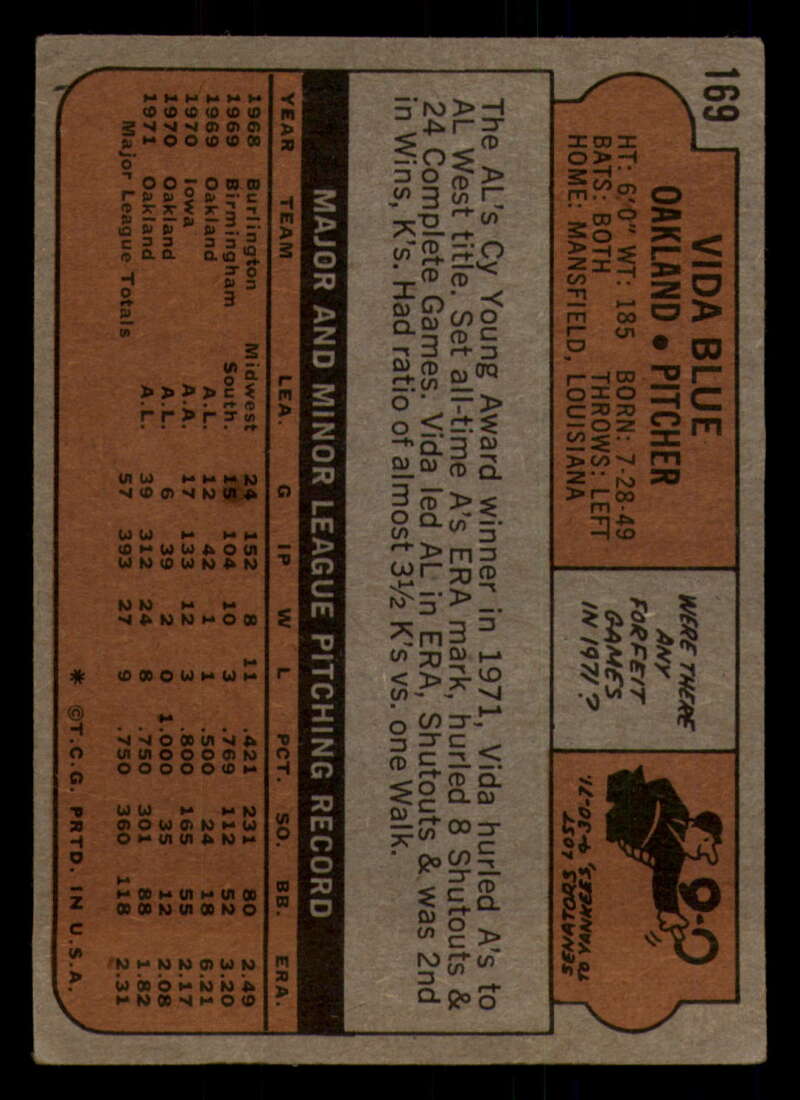 169
VIDA BLUE
OAKLAND • PITCHER
HT: 6'0" WT: 185 BORN: 7-28-49
BATS: BOTH THROWS: LEFT
HOME: MANSFIELD, LOUISIANA
WERE THERE
ANY
FORFEIT
GAMES
IN 1971?
9-0
SENATORS LOST
TO YANKEES, 9-30-71.
The AL's Cy Young Award winner in 1971, Vida hurled A's to
AL West title. Set all-time A's ERA mark, hurled 8 Shutouts &
24 Complete Games. Vida led AL in ERA, Shutouts & was 2nd
in Wins, K's. Had ratio of almost 3½ K's vs. one Walk.
MAJOR AND MINOR LEAGUE PITCHING RECORD
YEAR TEAM LEA. G IP W L PCT. SO. BB. ERA.
1968 Burlington Midwest 24 152 8 11 .421 231 80 2.49
1969 Birmingham South. 15 104 10 3 .769 112 52 3.20
1969 Oakland A.L. 12 42 1 1 .500 24 18 6.21
1970 Iowa A.A. 17 133 12 3 .800 165 55 2.17
1970 Oakland A.L. 6 39 2 0 1.000 35 12 2.08
1971 Oakland A.L. 39 312 24 8 .750 301 88 1.82
Major League Totals 57 393 27 9 .750 360 118 2.31
* ©T.C.G. PRTD. IN U.S.A.